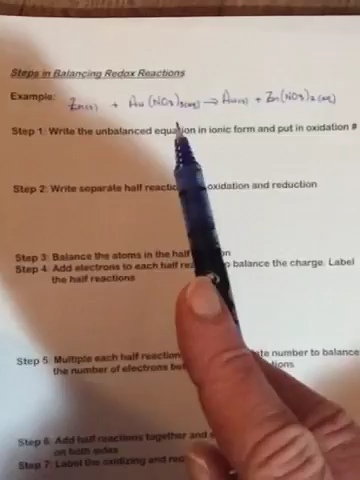 Steps in Balancing Redox Reactions
Example: Zn(s) + Au(NO3)3(aq) → Au(s) + Zn(NO3)2(aq)
Step 1: Write the unbalanced equation in ionic form and put in oxidation #
Step 2: Write separate half oxidation and reduction
Step 3: Balance the atoms in the half
Step 4: Add electrons to each half to balance the charge. Label
the half reactions
Step 5: Multiple each half reaction number to balance
the number of electrons
Step 6: Add half reactions together and
on both sides
Step 7: Label the oxidizing and